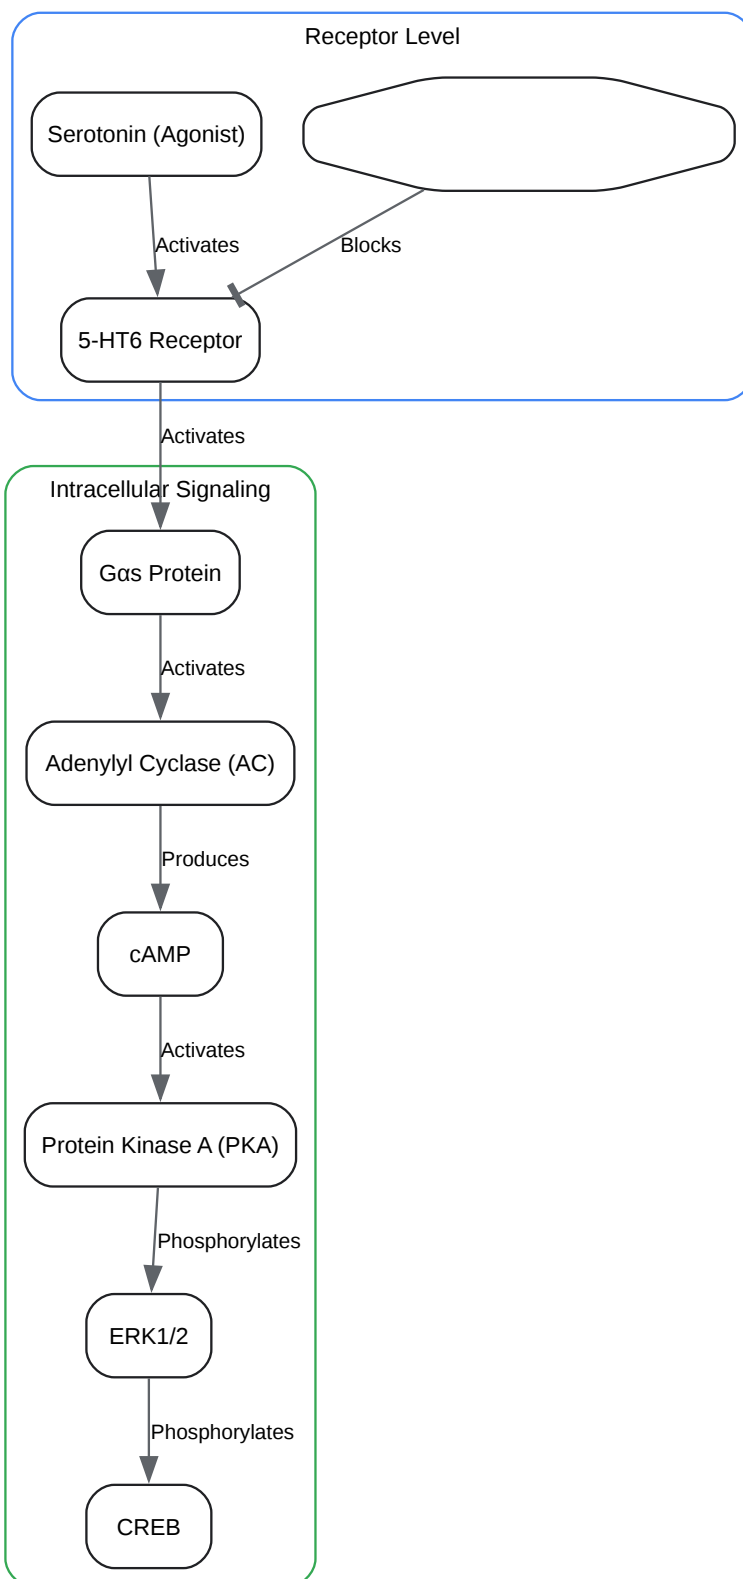 Receptor Level
Serotonin (Agonist)
Activates
Blocks
5-HT6 Receptor
Activates
Intracellular Signaling
Gαs Protein
Activates
Adenylyl Cyclase (AC)
Produces
cAMP
Activates
Protein Kinase A (PKA)
Phosphorylates
ERK1/2
Phosphorylates
CREB